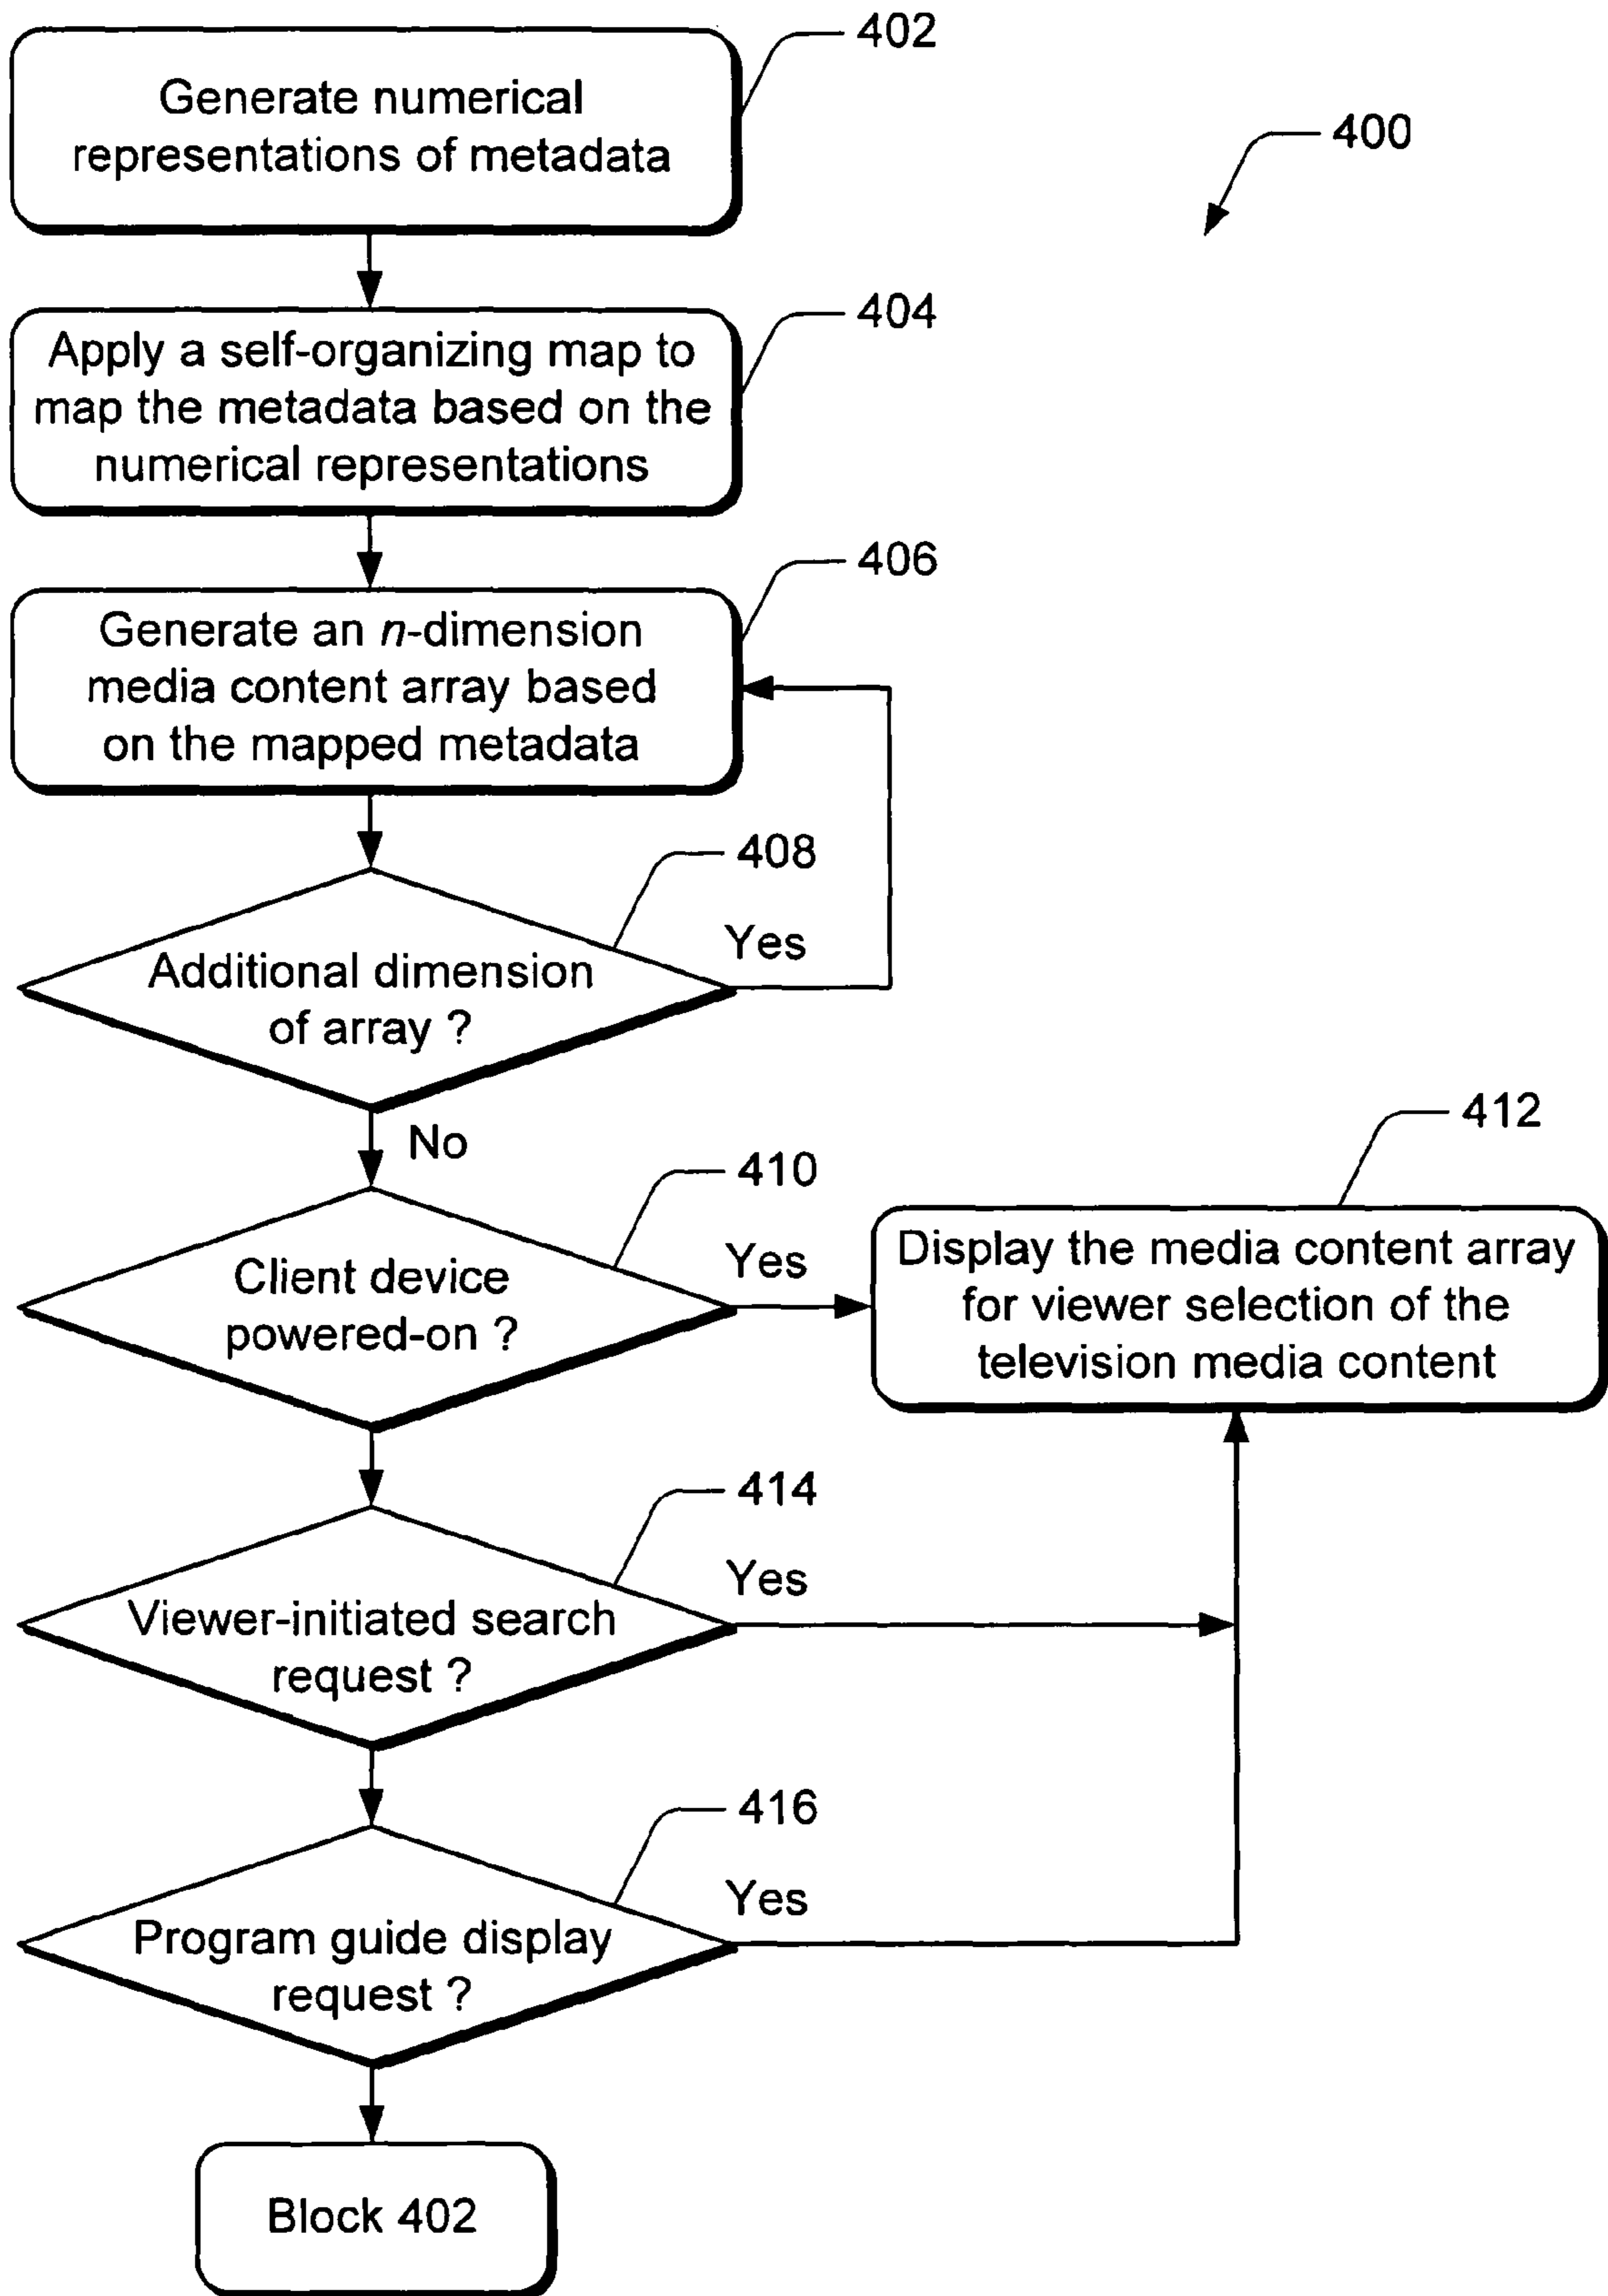 402
Generate numerical
representations of metadata
400
404
Apply a self-organizing map to
map the metadata based on the
numerical representations
406
Generate an n-dimension
media content array based
on the mapped metadata
408
Yes
Additional dimension
of array ?
No
410
Yes
Client device
powered-on ?
412
Display the media content array
for viewer selection of the
television media content
414
Yes
Viewer-initiated search
request ?
416
Yes
Program guide display
request ?
Block 402